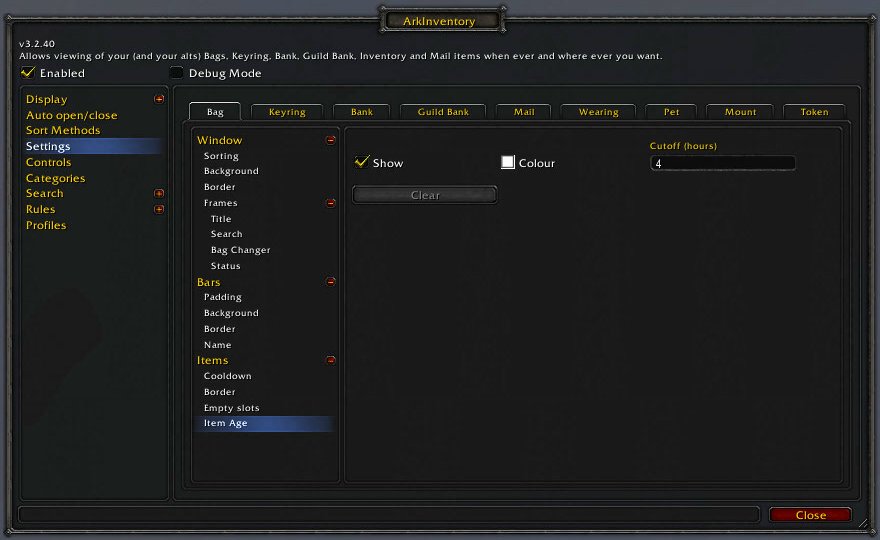 ArkInventory
v3.2.40
Allows viewing of your (and your alts) Bags, Keyring, Bank, Guild Bank, Inventory and Mail items when ever and where ever you want.
Enabled Debug Mode
Display
Auto open/close
Sort Methods
Settings
Controls
Categories
Search
Rules
Profiles
Bag Keyring Bank Guild Bank Mail Wearing Pet Mount Token
Window
Sorting
Background
Border
Frames
Title
Search
Bag Changer
Status
Bars
Padding
Background
Border
Name
Items
Cooldown
Border
Empty slots
Item Age
Cutoff (hours)
Show Colour 4
Clear
Close